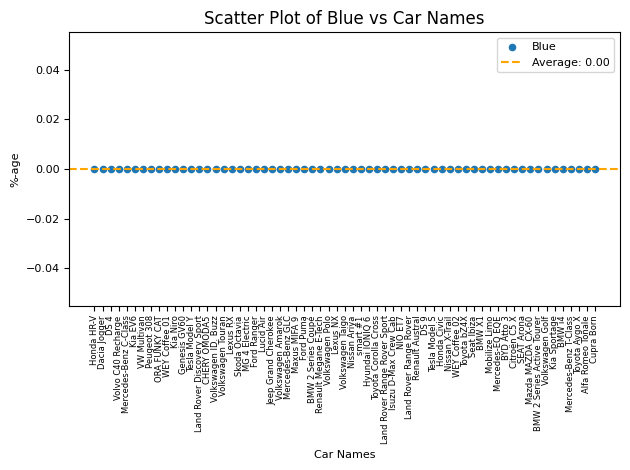 Scatter Plot of Blue vs Car Names
Blue
Average: 0.00
%-age
0.04
0.02
0.00
−0.02
−0.04
Honda HR-V
Dacia Jogger
DS 4
Volvo C40 Recharge
Mercedes-Benz C-Class
Kia EV6
VW Multivan
Peugeot 308
ORA FUNKY CAT
WEY Coffee 01
Kia Niro
Genesis GV60
Tesla Model Y
Land Rover Discovery Sport
CHERY OMODA5
Volkswagen ID. Buzz
Volkswagen Touran
Lexus RX
Skoda Octavia
MG 4 Electric
Ford Ranger
Lucid Air
Jeep Grand Cherokee
Volkswagen Amarok
Mercedes-Benz GLC
Maxus MIFA 9
Ford Puma
BMW 2 Series Coupé
Renault Megane E-Tech
Volkswagen Polo
Lexus NX
Volkswagen Taigo
Nissan Ariya
smart #1
Hyundai IONIQ 6
Toyota Corolla Cross
Land Rover Range Rover Sport
Isuzu D-Max Crew Cab
NIO ET7
Land Rover Range Rover
Renault Austral
DS 9
Tesla Model S
Honda Civic
Nissan X-Trail
WEY Coffee 02
Toyota bZ4X
Seat Ibiza
BMW X1
Mobilize Limo
Mercedes-EQ EQE
BYD Atto 3
Citroën C5 X
SEAT Arona
Mazda MAZDA CX-60
BMW 2 Series Active Tourer
Volkswagen Golf
Kia Sportage
BMW i4
Mercedes-Benz T-Class
Toyota Aygo X
Alfa Romeo Tonale
Cupra Born
Car Names